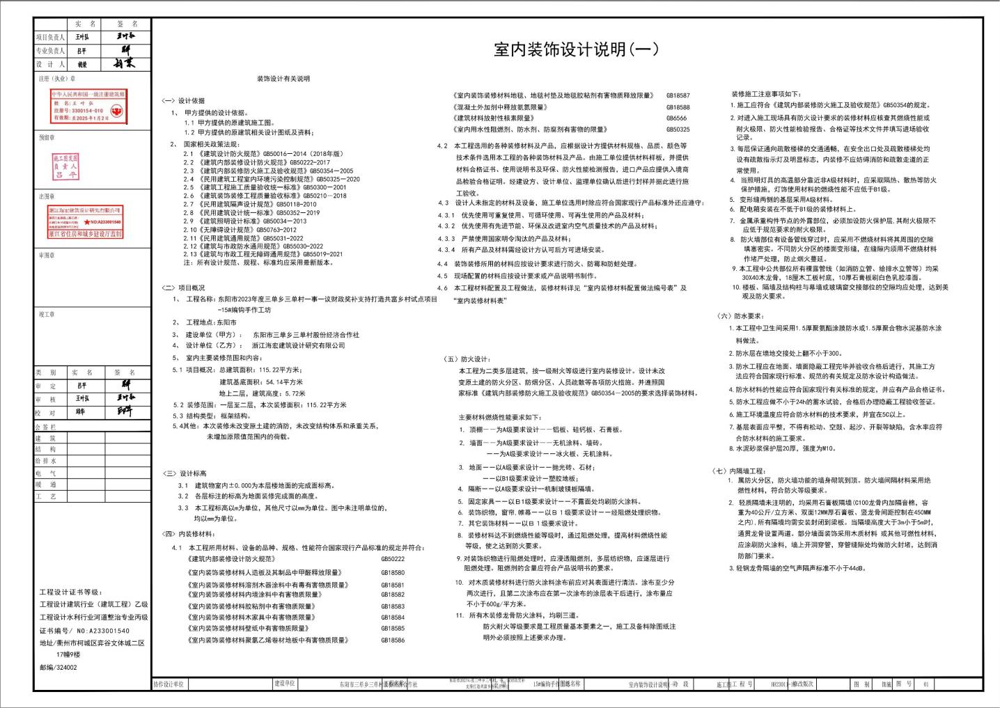 实 名 签 名
项目负责人 王叶弘
专业负责人 吕平
设 计 人 胡荣
注册（执业）章
中华人民共和国一级注册建筑师
姓 名:王 叶 弘
注册号:3300154-010
有效期:至2025年1月2日
预留章
施工图发图
负 责 人
吕 平
出图章
浙江海宏建筑设计研究有限公司
★NO:A233001540
浙江省住房和城乡建设厅监制
审图章
竣工章
类 别 实 名 签 名
审 定 吕平
审 核 王叶弘
校 对 邱华
会签栏
建 筑
结 构
给排水
电 气
暖 通
工 艺
工程设计证书等级：
工程设计建筑行业（建筑工程）乙级
工程设计水利行业河道整治专业丙级
证书编号/ NO:A233001540
地址/衢州市柯城区弈谷文体城二区
17幢9楼
邮编/324002
室内装饰设计说明(一)
装饰设计有关说明
<一> 设计依据
1、 甲方提供的设计依据。
1.1 甲方提供的原建筑施工图。
1.2 甲方提供的原建筑相关设计图纸及资料；
2、 国家相关政策法规：
2.1 《建筑设计防火规范》GB50016—2014（2018年版）
2.2 《建筑内部装修设计防火规范》GB50222-2017
2.3 《建筑内部装修防火施工及验收规范》GB50354—2005
2.4 《民用建筑工程室内环境污染控制规范》GB50325—2020
2.5 《建筑工程施工质量验收统一标准》GB50300—2001
2.6 《建筑装饰装修工程质量验收标准》GB50210－2018
2.7 《民用建筑隔声设计规范》GB50118-2010
2.8 《民用建筑设计统一标准》GB50352—2019
2.9 《建筑照明设计标准》GB50034—2013
2.10《无障碍设计规范》GB50763—2012
2.11《民用建筑通用规范》GB55031-2022
2.12《建筑与市政防水通用规范》GB55030-2022
2.13《建筑与市政工程无障碍通用规范》GB55019-2021
注： 所有设计规范、规程、标准均应采用最新版本。
<二> 项目概况
1、 工程名称：东阳市2023年度三单乡三单村一事一议财政奖补支持打造共富乡村试点项目
-15#编钩手作工坊
2、 工程地点：东阳市
3、 建设单位（甲方）： 东阳市三单乡三单村股份经济合作社
4、 设计单位（乙方）： 浙江海宏建筑设计研究有限公司
5、 室内主要装修范围和内容：
5.1 项目概况：总建筑面积：115.22平方米；
建筑基底面积：54.14平方米
地上二层，建筑高度：5.72米
5.2 装修范围：一层至二层，本次装修面积：115.22平方米
5.3 结构类型：框架结构。
5.4其他：本次装修未改变原土建的消防，未改变结构体系和承重关系，
未增加原限值范围内的荷载。
<三> 设计标高
3.1 建筑物室内±0.000为本层楼地面的完成面标高。
3.2 各层标注的标高为地面装修完成面的高度。
3.3 本工程标高以m为单位，其他尺寸以mm为单位。图中未注明单位的，
均以mm为单位。
<四> 内装修材料：
4.1 本工程所用材料、设备的品种、规格、性能符合国家现行产品标准的规定并符合：
《建筑内部装修设计防火规范》 GB50222
《室内装饰装修材料人造板及其制品中甲醛释放限量》 GB18580
《室内装饰装修材料溶剂木器涂料中有毒有害物质限量》 GB18581
《室内装饰装修材料内墙涂料中有害物质限量》 GB18582
《室内装饰装修材料胶粘剂中有害物质限量》 GB18583
《室内装饰装修材料木家具中有害物质限量》 GB18584
《室内装饰装修材料壁纸中有害物质限量》 GB18585
《室内装饰装修材料聚氯乙烯卷材地板中有害物质限量》 GB18586
《室内装饰装修材料地毯、地毯衬垫及地毯胶粘剂有害物质释放限量》 GB18587
《混凝土外加剂中释放氨氮限量》 GB18588
《建筑材料放射性核素限量》 GB6566
《室内用水性阻燃剂、防水剂、防腐剂有害物的限量》 GB50325
4.2 本工程选用的各种装修材料及产品，应根据设计方提供材料规格、品质、颜色等
技术条件选用本工程的各种装饰材料及产品。由施工单位提供材料样板，并提供
材料合格证书、使用说明书及环保、防火性能检测报告，进口产品应提供入境商
品检验合格证明。经建设方、设计单位、监理单位确认后进行封样并据此进行施
工验收。
4.3 设计人未指定的材料及设备，施工单位选用时除应符合国家现行产品标准外还应遵守：
4.3.1 优先使用可重复使用、可循环使用、可再生使用的产品及材料；
4.3.2 优先使用有先进节能、环保及改进室内空气质量技术的产品及材料；
4.3.3 严禁使用国家明令淘汰的产品及材料；
4.3.4 所有产品及材料需经设计方认可后方可进场安装。
4.4 装饰装修所用的材料应按设计要求进行防火、防霉和防蛀处理。
4.5 现场配置的材料应按设计要求或产品说明书制作。
4.6 本工程材料配置及工程做法，装修材料详见“室内装修材料配置做法编号表”及
“室内装修材料表”
（五）防火设计：
本工程为二类多层建筑，按一级耐火等级进行室内装修设计。设计未改
变原土建的防火分区、防烟分区、人员疏散等各项防火措施。并遵照国
家标准《建筑内部装修防火施工及验收规范》GB50354－2005的要求选择装饰材料。
主要材料燃烧性能要求如下：
1. 顶棚——为A级要求设计——铝板、硅钙板、石膏板。
2. 墙面——为A级要求设计——无机涂料、墙砖。
——为A级要求设计——冰火板、无机涂料。
3. 地面——以A级要求设计——抛光砖、石材；
——以B1级要求设计—塑胶地板；
4. 隔断——以A级要求设计——机制玻镁板隔墙。
5. 固定家具——以B1级要求设计——不露面处均刷防火涂料。
6. 装饰织物，窗帘.帷幕——以B1级要求设计——经阻燃处理织物。
7. 其它装饰材料——以B1级要求设计。
8. 装修材料达不到燃烧性能等级时，通过阻燃处理，提高材料燃烧性能
等级，使之达到防火要求。
9. 对装饰织物进行阻燃处理时，应浸透阻燃剂，多层纺织物，应逐层进行
阻燃处理。阻燃剂的含量应符合产品说明书的要求。
10. 对木质装修材料进行防火涂料涂布前应对其表面进行清洁。涂布至少分
两次进行，且第二次涂布应在第一次涂布的涂层表干后进行，涂布量应
不小于600g/平方米。
11. 所有木装修龙骨防火涂料，均刷三道。
防火耐火等级要求是工程质量基本要素之一，施工及备料除图纸注
明外必须按照上述要求办理。
装修施工注意事项如下：
1. 施工应符合《建筑内部装修防火施工及验收规范》GB50354的规定。
2. 对进入施工现场具有防火设计要求的装修材料应核查其燃烧性能或
耐火极限、防火性能检验报告、合格证等技术文件并填写进场验收
记录。
3. 每层保证通向疏散楼梯的交通通畅，在安全出口处及疏散楼梯处均
设有疏散指示灯及明显标志，内装修不应妨碍消防和疏散走道的正
常使用。
4. 当照明灯具的高温部分靠近非A级材料时，应采取隔热、散热等防火
保护措施，灯饰使用材料的燃烧性能不应低于B1级。
5. 变形缝两侧的基层采用A级材料。
6. 配电箱安装在不低于B1级的装修材料上。
7. 金属承重构件节点的外露部位，必须加设防火保护层,其耐火极限不
应低于规范要求的耐火极限。
8. 防火墙部位有设备管线穿过时，应采用不燃烧材料将其周围的空隙
填塞密实。不同防火分区的楼面变形缝，在缝隙内须用不燃烧材料
作堵严处理，防止烟火蔓延。
9. 本工程中公共部位所有裸露管线（如消防立管、给排水立管等）均采
30X40木龙骨，18厘木工板衬底，10厚石膏板刷白色乳胶漆面。
10. 楼板、隔墙及结构柱与幕墙或玻璃窗交接部位的空隙均应处理，达到美
观及防火要求。
（六）防水要求：
1. 本工程中卫生间采用1.5厚聚氨酯涂膜防水或1.5厚聚合物水泥基防水涂
料做法。
2. 防水层在墙地交接处上翻不小于300。
3. 防水工程应在地面、墙面隐蔽工程完毕并验收合格后进行，其施工方
法应符合国家现行标准、规范的有关规定及防水设计构造做法。
4. 防水材料的性能应符合国家现行有关标准的规定，并应有产品合格证书。
5. 防水工程应做不小于24h的蓄水试验，合格后办理隐蔽工程验收签证。
6. 施工环境温度应符合防水材料的技术要求，并宜在5C以上。
7. 基层表面应平整，不得有松动、空鼓、起沙、开裂等缺陷，含水率应符
合防水材料的施工要求。
8. 水泥砂浆保护层20厚，强度为M10。
（七）内隔墙工程：
1. 属防火分区，防火墙功能的墙身砌筑到顶。防火墙间隔材料采用绝
燃性材料，符合防火等级要求。
2. 轻质隔墙未注明的，均采用石膏板隔墙(C100龙骨内加隔音棉，容
重为40公斤/立方米、双面12MM厚石膏板、竖龙骨间距控制在450MM
之内),所有隔墙均需安装封闭到梁板。当隔墙高度大于3m小于5m时，
通贯龙骨设置两道。部分墙面装饰采用木质材料 或其他可燃性材料，
应涂刷防火涂料，墙上开洞穿管，穿管缝隙处均做防火封堵，达到消
防部门要求。
3. 轻钢龙骨隔墙的空气声隔声标准不小于44dB。
协作设计单位 建设单位 东阳市三单乡三单村股份经济合作社 工程名称 15#编钩手作工坊 图纸名称 室内装饰设计说明(一) 阶 段 施工图 工 程 号 修改版次 图 别 饰施 图 号 01